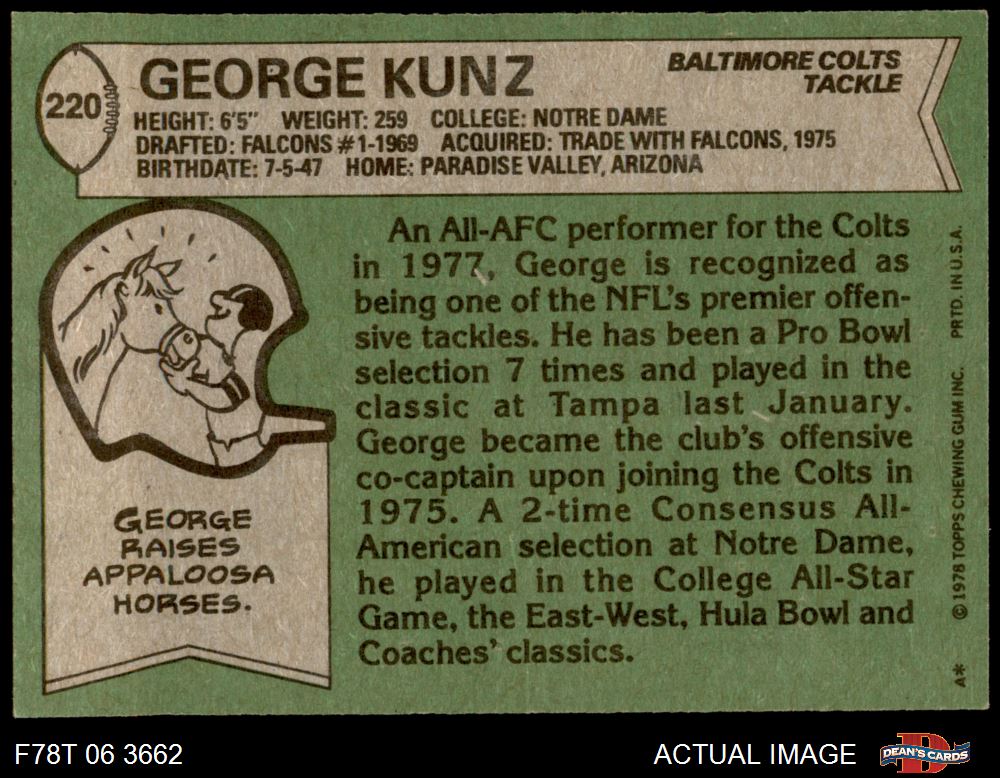 220
GEORGE KUNZ
BALTIMORE COLTS
TACKLE
HEIGHT: 6'5" WEIGHT: 259 COLLEGE: NOTRE DAME
DRAFTED: FALCONS #1-1969 ACQUIRED: TRADE WITH FALCONS, 1975
BIRTHDATE: 7-5-47 HOME: PARADISE VALLEY, ARIZONA
An All-AFC performer for the Colts
in 1977, George is recognized as
being one of the NFL's premier offen-
sive tackles. He has been a Pro Bowl
selection 7 times and played in the
classic at Tampa last January.
George became the club's offensive
co-captain upon joining the Colts in
1975. A 2-time Consensus All-
American selection at Notre Dame,
he played in the College All-Star
Game, the East-West, Hula Bowl and
Coaches' classics.
GEORGE
RAISES
APPALOOSA
HORSES.
A* © 1978 TOPPS CHEWING GUM INC. PRTD. IN U.S.A.
F78T 06 3662
ACTUAL IMAGE
DEAN'S CARDS